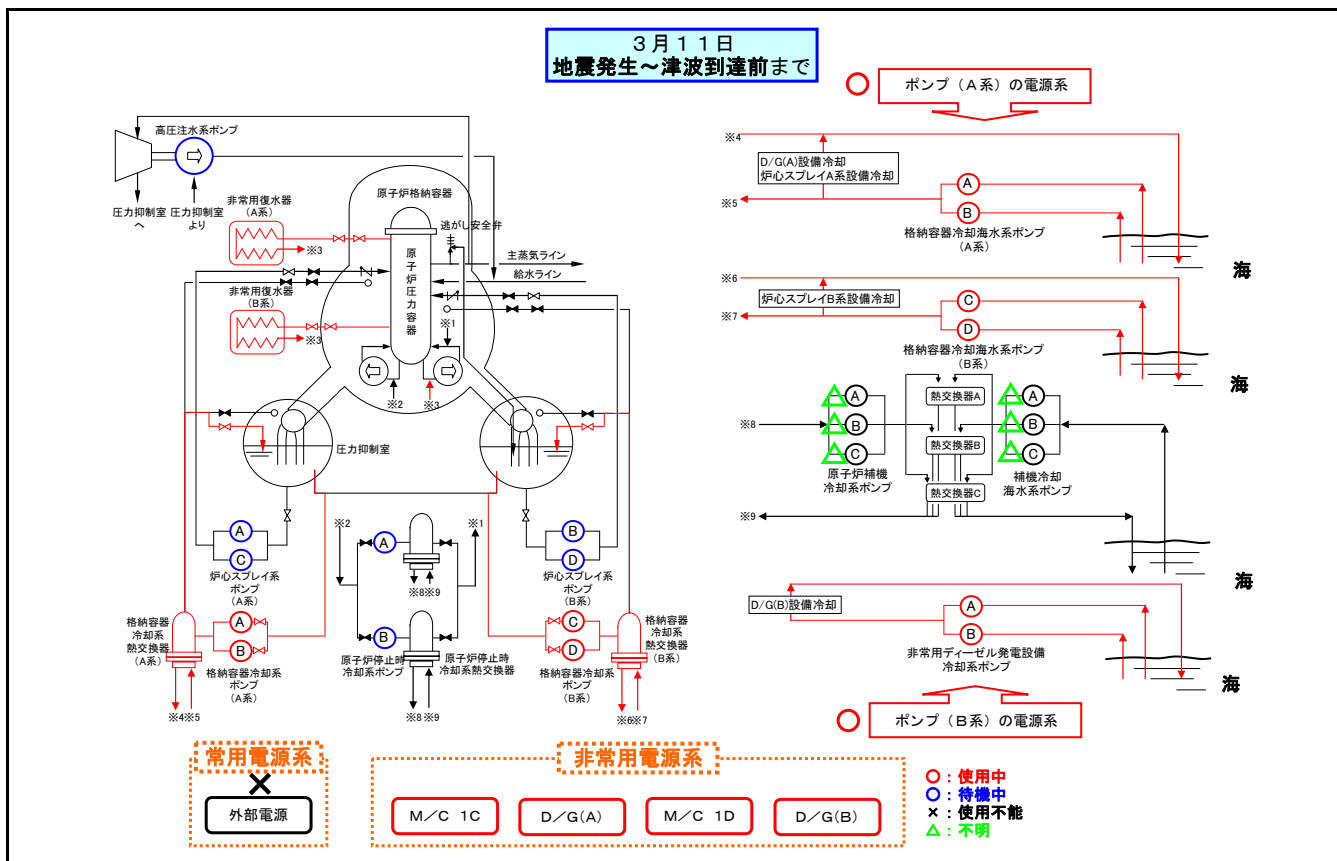 3月11日
地震発生～津波到達前まで
高圧注水系ポンプ
圧力抑制室
へ
圧力抑制室
より
非常用復水器
(A系)
※3
非常用復水器
(B系)
※3
原子炉格納容器
逃がし安全弁
主蒸気ライン
給水ライン
原子炉圧力容器
※1
※2
※3
圧力抑制室
A
C
炉心スプレイ系
ポンプ
(A系)
B
D
炉心スプレイ系
ポンプ
(B系)
※2
※1
A
※8※9
B
原子炉停止時
冷却系ポンプ
原子炉停止時
冷却系熱交換器
※8 ※9
格納容器
冷却系
熱交換器
(A系)
A
B
格納容器冷却系
ポンプ
(A系)
※4※5
C
D
格納容器冷却系
ポンプ
(B系)
格納容器
冷却系
熱交換器
(B系)
※6※7
ポンプ（A系）の電源系
※4
D/G(A)設備冷却
炉心スプレイA系設備冷却
※5
A
B
格納容器冷却海水系ポンプ
(A系)
海
※6
炉心スプレイB系設備冷却
※7
C
D
格納容器冷却海水系ポンプ
(B系)
海
※8
A
B
C
原子炉補機
冷却系ポンプ
熱交換器A
熱交換器B
熱交換器C
A
B
C
補機冷却
海水系ポンプ
※9
海
D/G(B)設備冷却
A
B
非常用ディーゼル発電設備
冷却系ポンプ
海
ポンプ（B系）の電源系
常用電源系
外部電源
非常用電源系
M／C 1C
D／G(A)
M／C 1D
D／G(B)
○：使用中
○：待機中
×：使用不能
△：不明